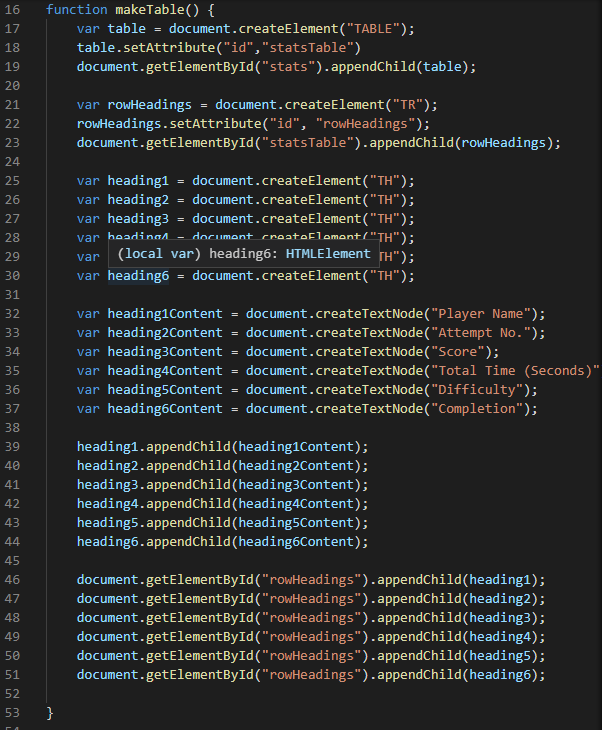 16 function makeTable() {
17 var table = document.createElement("TABLE");
18 table.setAttribute("id","statsTable")
19 document.getElementById("stats").appendChild(table);
20
21 var rowHeadings = document.createElement("TR");
22 rowHeadings.setAttribute("id", "rowHeadings");
23 document.getElementById("statsTable").appendChild(rowHeadings);
24
25 var heading1 = document.createElement("TH");
26 var heading2 = document.createElement("TH");
27 var heading3 = document.createElement("TH");
28 var heading4 = document.createElement("TH");
(local var) heading6: HTMLElement
29 var TH");
30 var heading6 = document.createElement("TH");
31
32 var heading1Content = document.createTextNode("Player Name");
33 var heading2Content = document.createTextNode("Attempt No.");
34 var heading3Content = document.createTextNode("Score");
35 var heading4Content = document.createTextNode("Total Time (Seconds)"
36 var heading5Content = document.createTextNode("Difficulty");
37 var heading6Content = document.createTextNode("Completion");
38
39 heading1.appendChild(heading1Content);
40 heading2.appendChild(heading2Content);
41 heading3.appendChild(heading3Content);
42 heading4.appendChild(heading4Content);
43 heading5.appendChild(heading5Content);
44 heading6.appendChild(heading6Content);
45
46 document.getElementById("rowHeadings").appendChild(heading1);
47 document.getElementById("rowHeadings").appendChild(heading2);
48 document.getElementById("rowHeadings").appendChild(heading3);
49 document.getElementById("rowHeadings").appendChild(heading4);
50 document.getElementById("rowHeadings").appendChild(heading5);
51 document.getElementById("rowHeadings").appendChild(heading6);
52
53 }